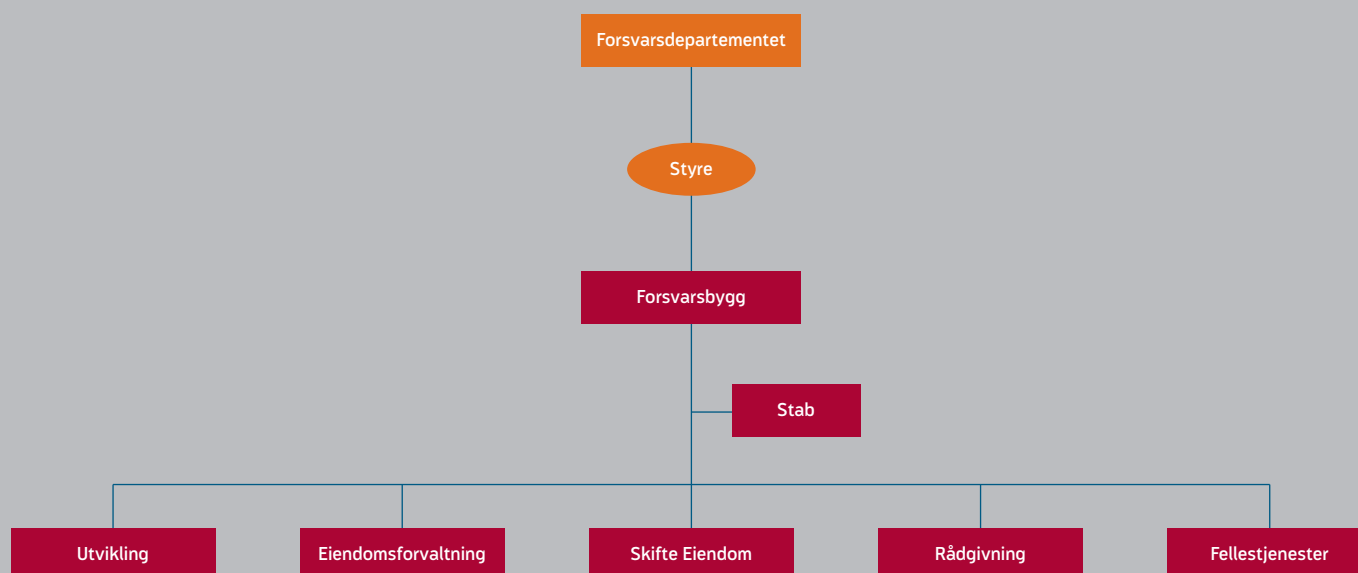 Forsvarsdepartementet
Styre
Forsvarsbygg
Stab
Utvikling
Eiendomsforvaltning
Skifte Eiendom
Rådgivning
Fellestjenester